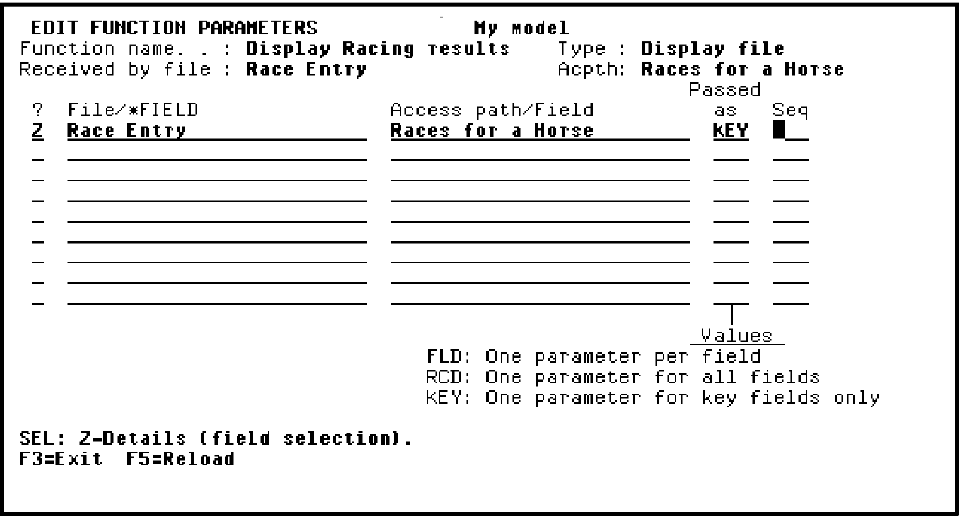 EDIT FUNCTION PARAMETERS My model
Function name. . : Display Racing results Type : Display file
Received by file : Race Entry Acpth: Races for a Horse
Passed
? File/*FIELD Access path/Field as Seq
Z Race Entry Races for a Horse KEY
Values
FLD: One parameter per field
RCD: One parameter for all fields
KEY: One parameter for key fields only
SEL: Z-Details (field selection).
F3=Exit F5=Reload